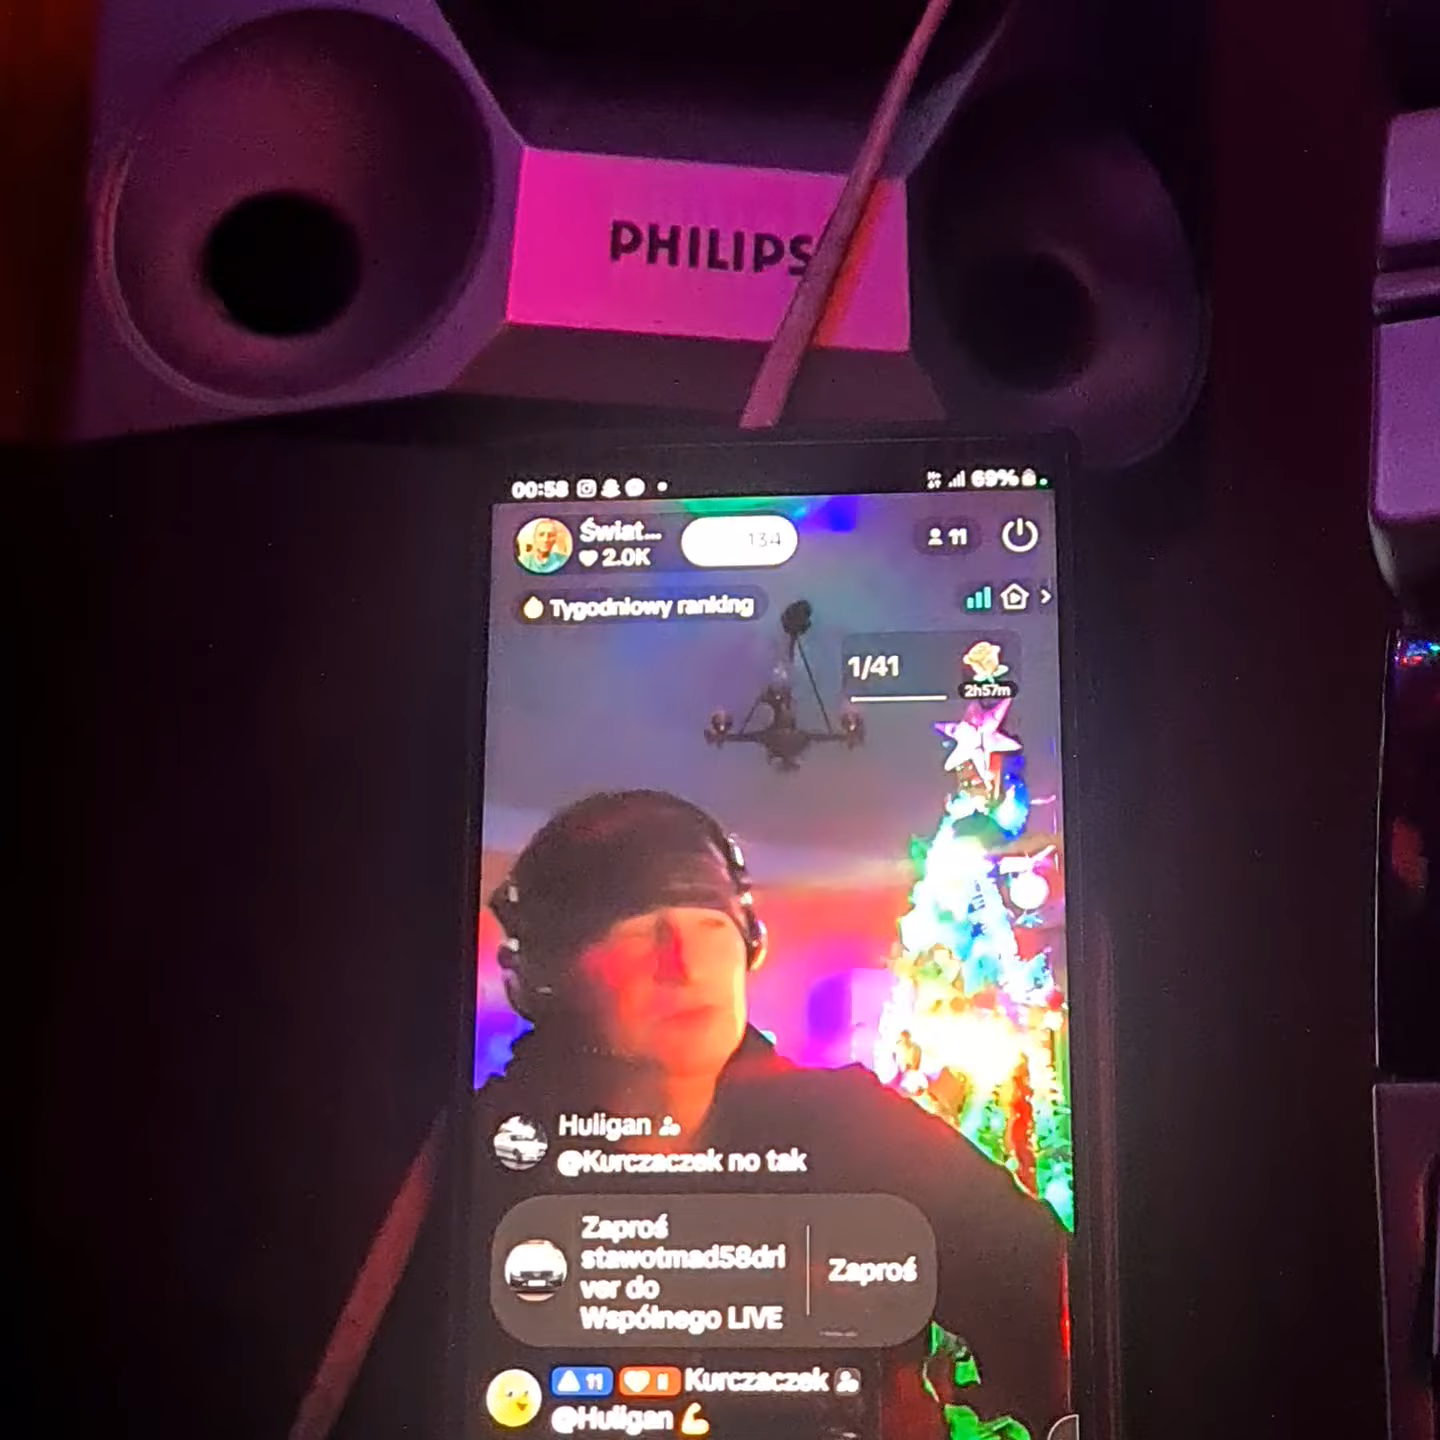 PHILIPS
00:58
69%
Świat...
2.0K
134
11
Tygodniowy ranking
1/41
2h57m
Huligan
@Kurczaczek no tak
Zaproś
stawotmad58dri
ver do
Wspólnego LIVE
Zaproś
11 II Kurczaczek
@Huligan